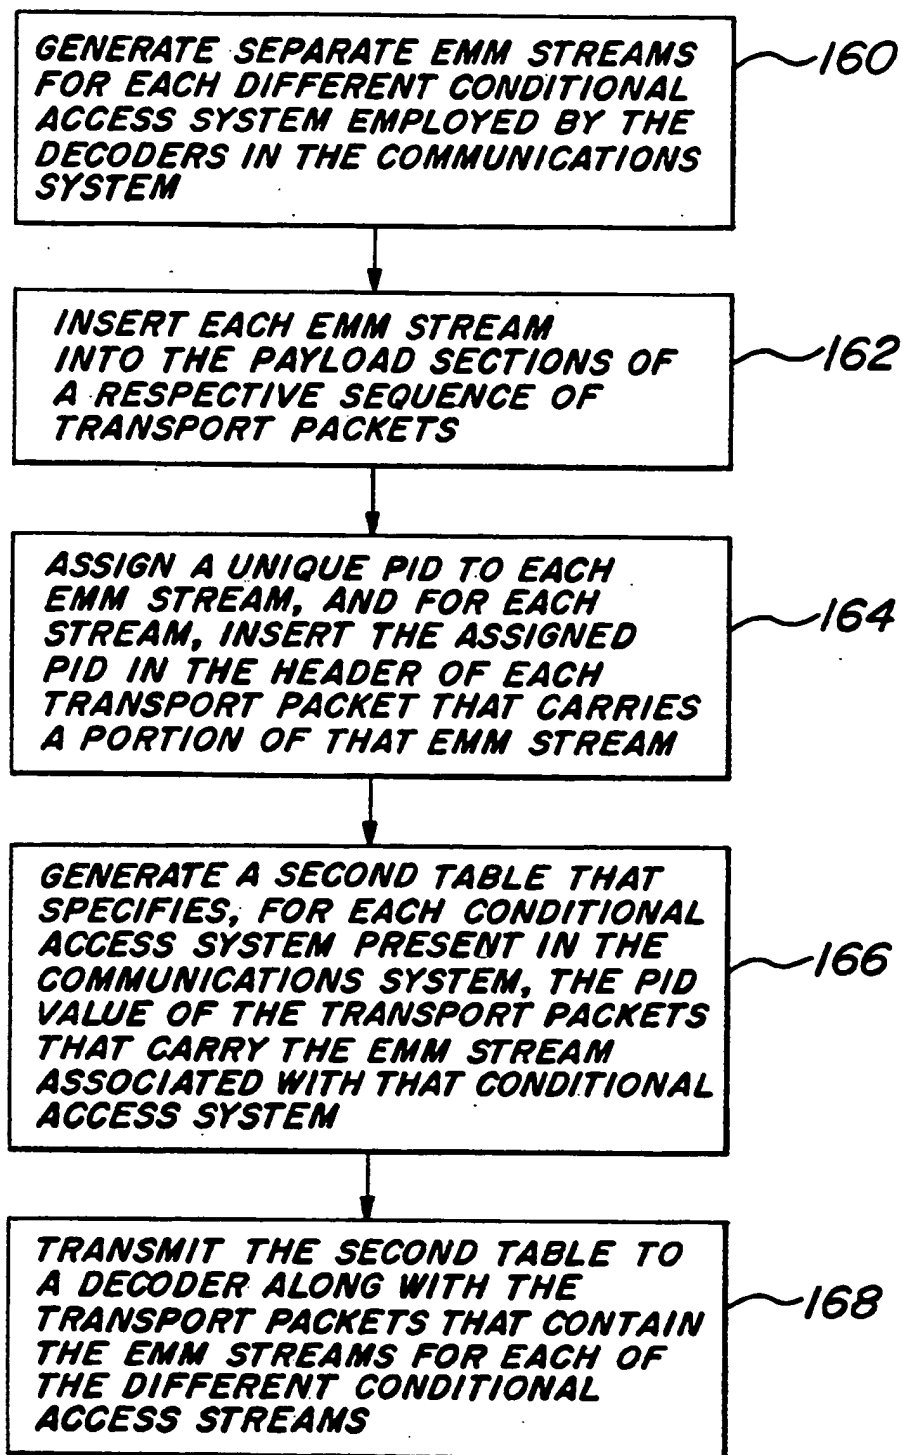 GENERATE SEPARATE EMM STREAMS
FOR EACH DIFFERENT CONDITIONAL
ACCESS SYSTEM EMPLOYED BY THE
DECODERS IN THE COMMUNICATIONS
SYSTEM
160
INSERT EACH EMM STREAM
INTO THE PAYLOAD SECTIONS OF
A RESPECTIVE SEQUENCE OF
TRANSPORT PACKETS
162
ASSIGN A UNIQUE PID TO EACH
EMM STREAM, AND FOR EACH
STREAM, INSERT THE ASSIGNED
PID IN THE HEADER OF EACH
TRANSPORT PACKET THAT CARRIES
A PORTION OF THAT EMM STREAM
164
GENERATE A SECOND TABLE THAT
SPECIFIES, FOR EACH CONDITIONAL
ACCESS SYSTEM PRESENT IN THE
COMMUNICATIONS SYSTEM, THE PID
VALUE OF THE TRANSPORT PACKETS
THAT CARRY THE EMM STREAM
ASSOCIATED WITH THAT CONDITIONAL
ACCESS SYSTEM
166
TRANSMIT THE SECOND TABLE TO
A DECODER ALONG WITH THE
TRANSPORT PACKETS THAT CONTAIN
THE EMM STREAMS FOR EACH OF
THE DIFFERENT CONDITIONAL
ACCESS STREAMS
168